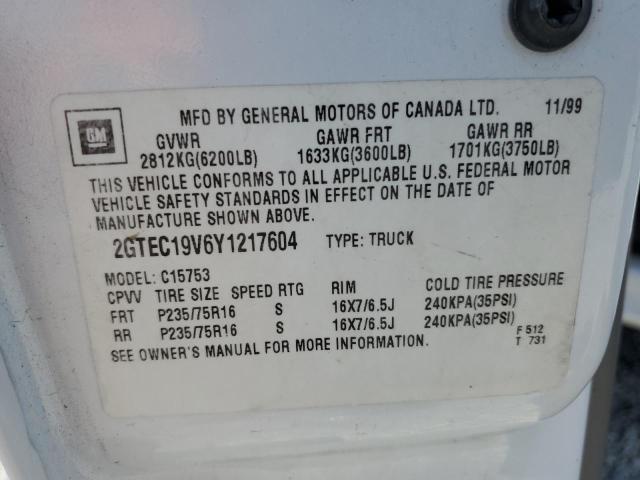 MFD BY GENERAL MOTORS OF CANADA LTD. 11/99
GM
GVWR GAWR FRT GAWR RR
2812KG(6200LB) 1633KG(3600LB) 1701KG(3750LB)
THIS VEHICLE CONFORMS TO ALL APPLICABLE U.S. FEDERAL MOTOR
VEHICLE SAFETY STANDARDS IN EFFECT ON THE DATE OF
MANUFACTURE SHOWN ABOVE.
2GTEC19V6Y1217604 TYPE: TRUCK
MODEL: C15753
CPVV TIRE SIZE SPEED RTG RIM COLD TIRE PRESSURE
FRT P235/75R16 S 16X7/6.5J 240KPA(35PSI)
RR P235/75R16 S 16X7/6.5J 240KPA(35PSI)
SEE OWNER'S MANUAL FOR MORE INFORMATION.
F 512
T 731